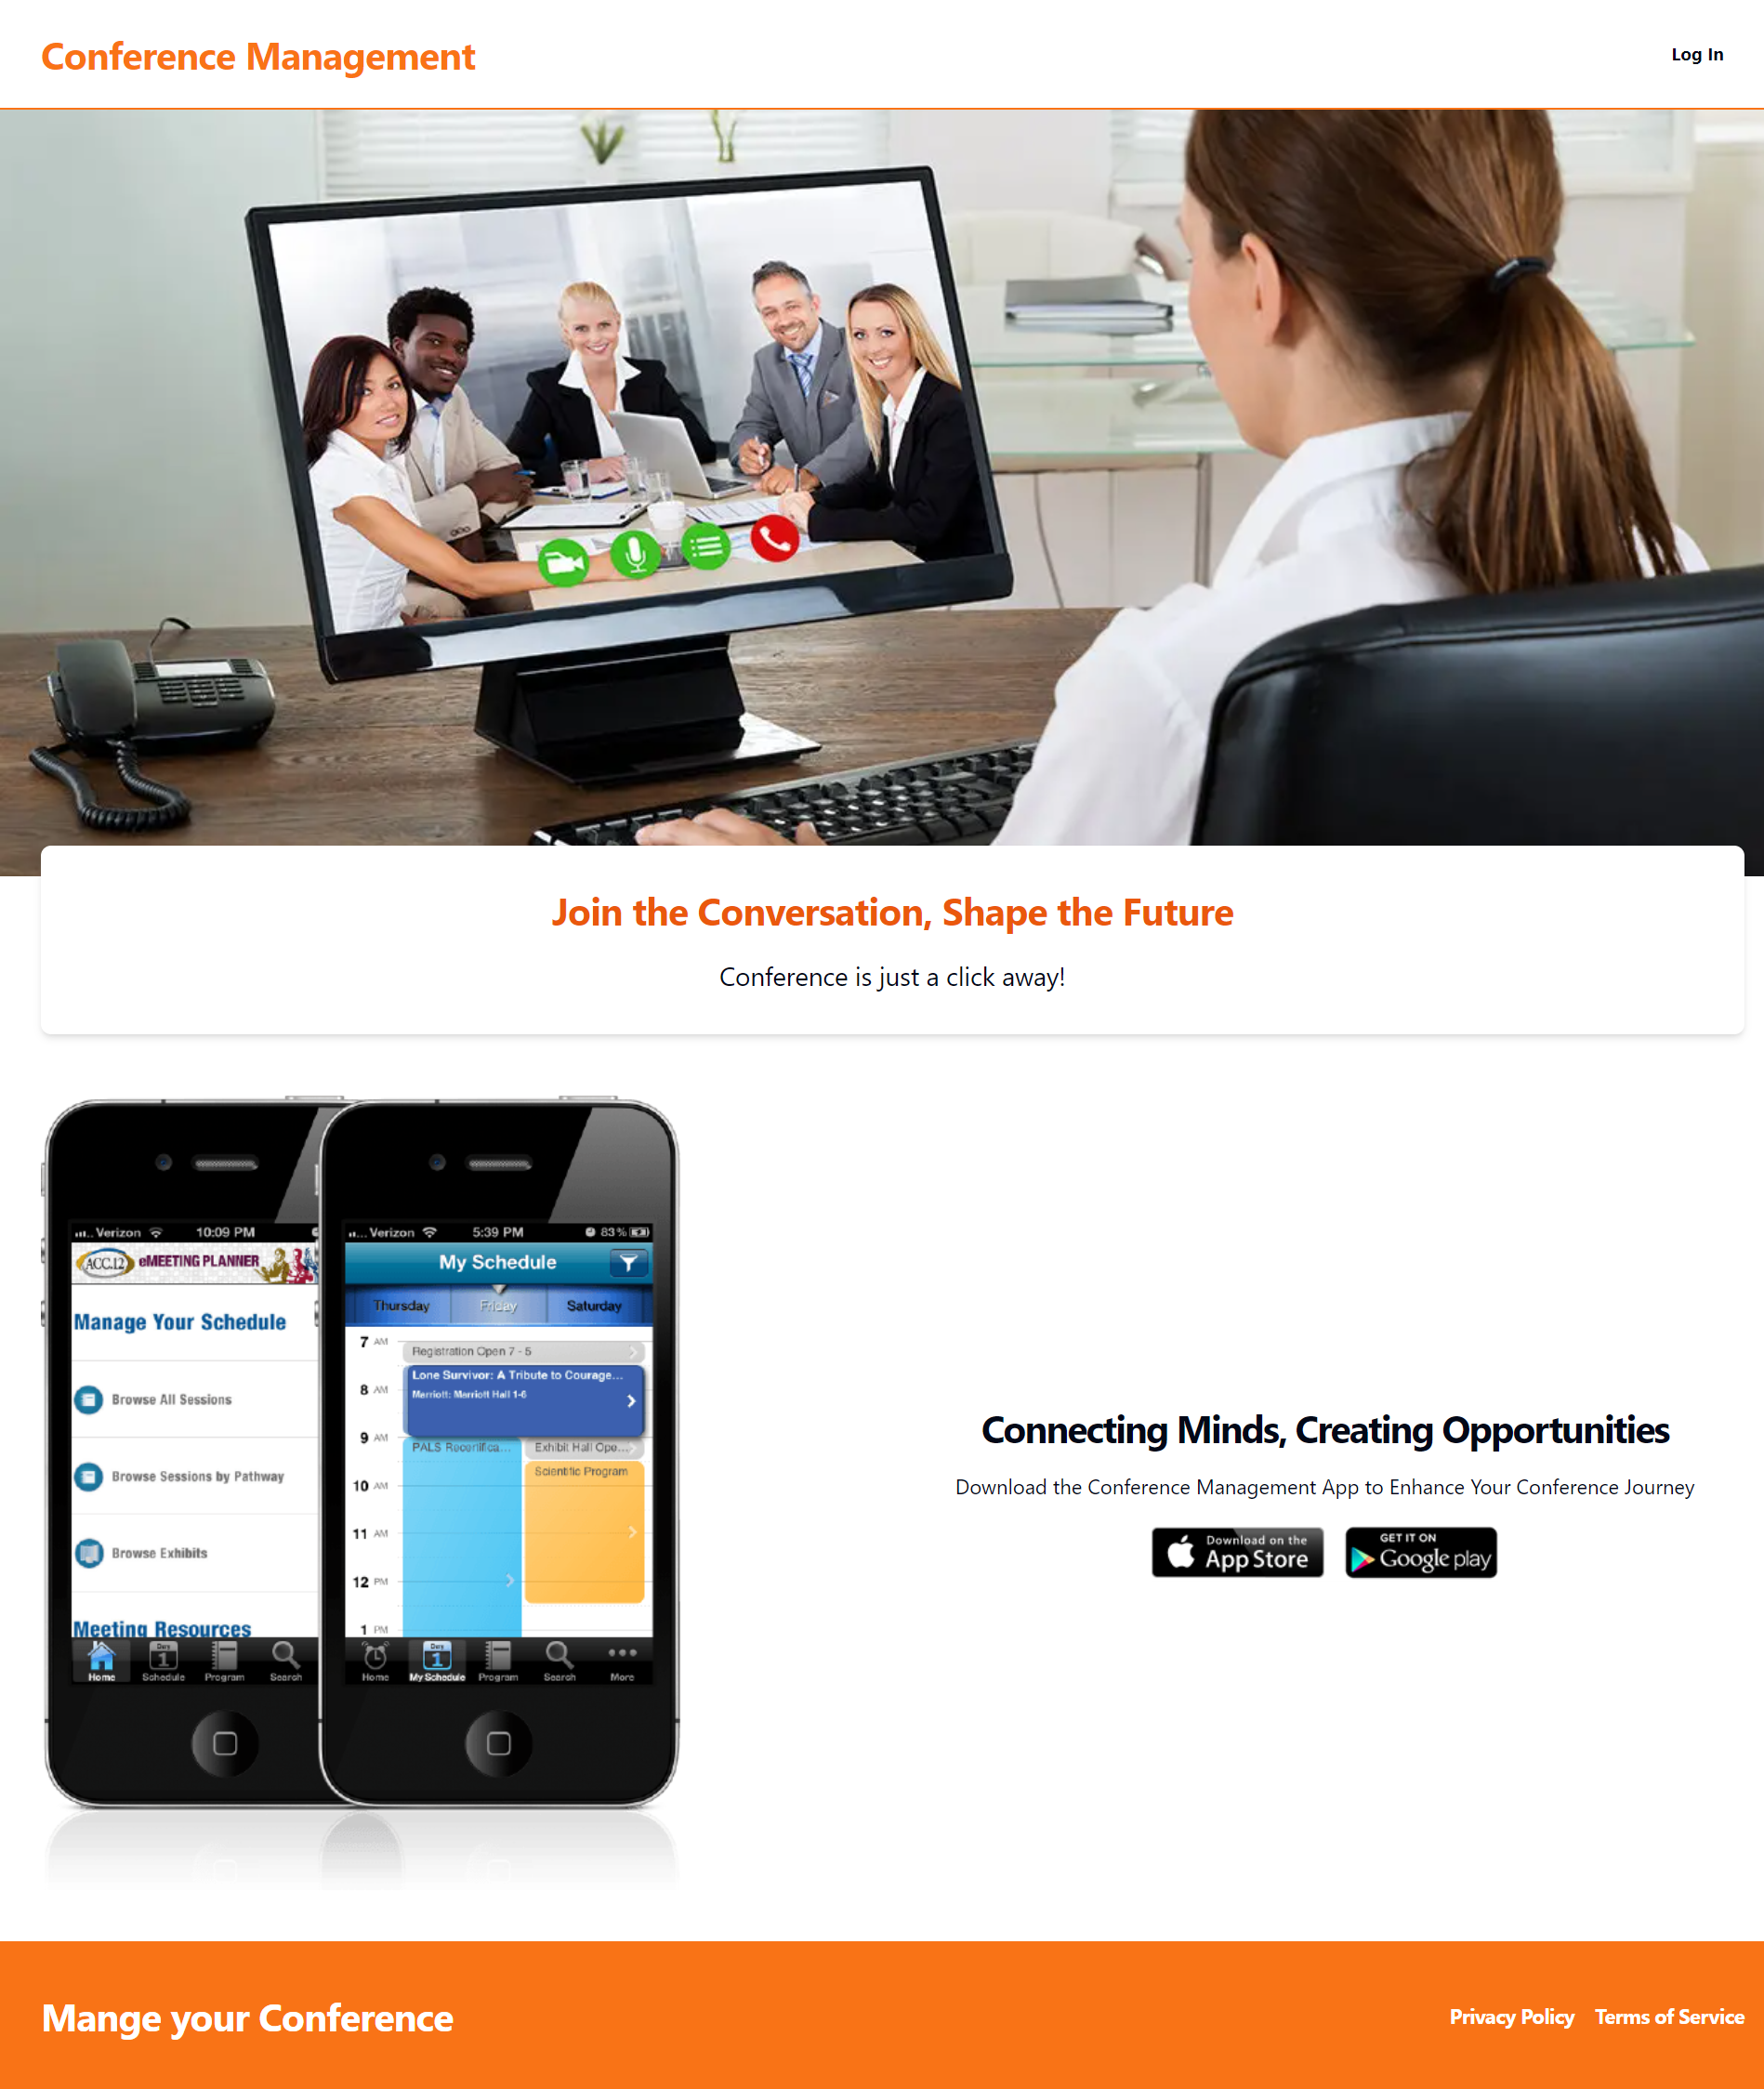 Conference Management
Log In
Join the Conversation, Shape the Future
Conference is just a click away!
Verizon 10:09 PM
ACC.12 eMEETING PLANNER
Manage Your Schedule
Browse All Sessions
Browse Sessions by Pathway
Browse Exhibits
Meeting Resources
Home Schedule Program Search
Verizon 5:39 PM 83%
My Schedule
Thursday Friday Saturday
7 AM
Registration Open 7 - 5
Lone Survivor: A Tribute to Courage...
8 AM
Marriott: Marriott Hall 1-6
9 AM
PALS Recertifica... Exhibit Hall Ope...
Scientific Program
10 AM
11 AM
12 PM
1 PM
Home My Schedule Program Search More
Connecting Minds, Creating Opportunities
Download the Conference Management App to Enhance Your Conference Journey
Download on the
App Store
GET IT ON
Google play
Mange your Conference
Privacy Policy Terms of Service